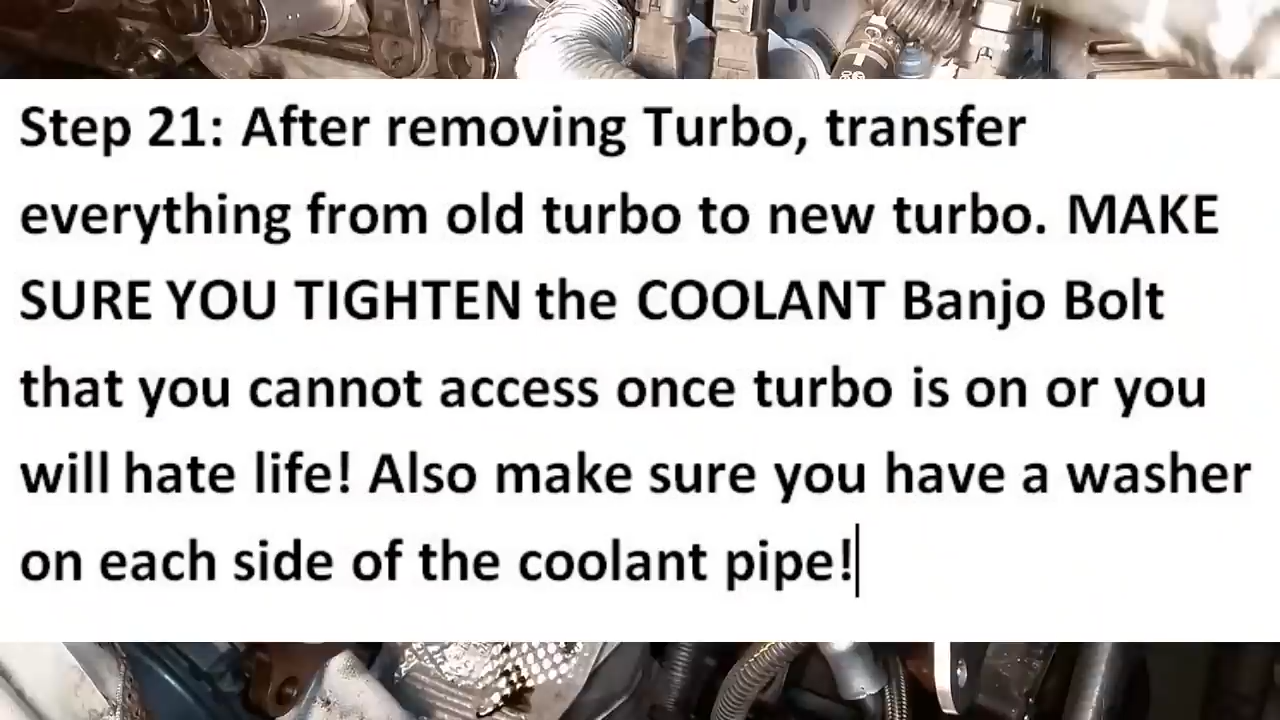 Step 21: After removing Turbo, transfer
everything from old turbo to new turbo. MAKE
SURE YOU TIGHTEN the COOLANT Banjo Bolt
that you cannot access once turbo is on or you
will hate life! Also make sure you have a washer
on each side of the coolant pipe!